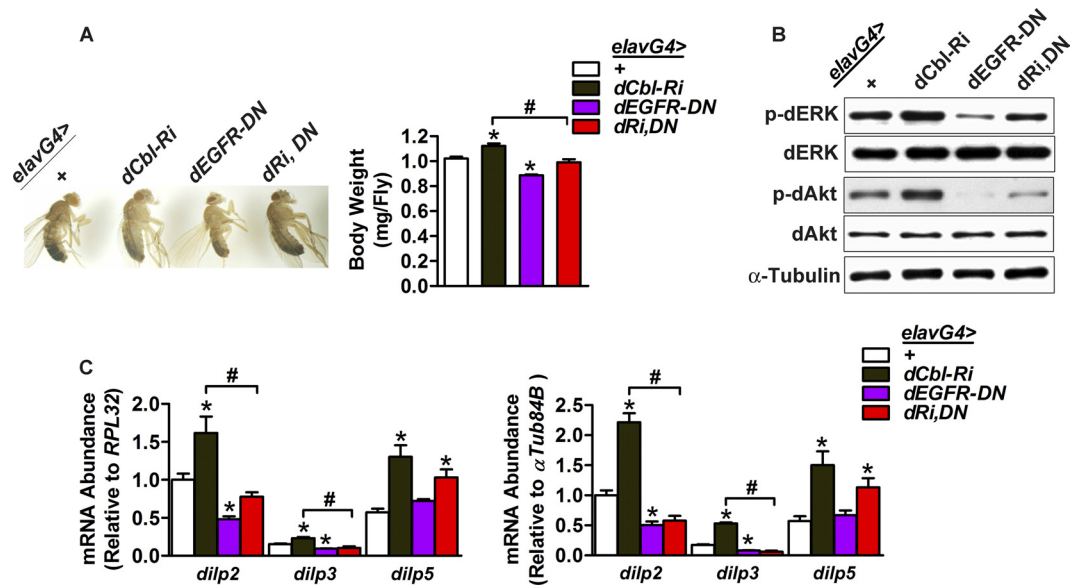 A
elavG4>
+
dCbl-Ri
dEGFR-DN
dRi, DN
elavG4>
+
dCbl-Ri
dEGFR-DN
dRi,DN
Body Weight
(mg/Fly)
1.4
1.2
1.0
0.8
0.6
0.4
0.2
0.0
*
*
#
B
elavG4>
+
dCbl-Ri
dEGFR-DN
dRi,DN
p-dERK
dERK
p-dAkt
dAkt
α-Tubulin
C
mRNA Abundance
(Relative to RPL32)
2.0
1.5
1.0
0.5
0.0
*
#
*
*
#
*
*
*
dilp2
dilp3
dilp5
mRNA Abundance
(Relative to αTub84B )
2.5
2.0
1.5
1.0
0.5
0.0
*
#
*
*
#
*
*
*
dilp2
dilp3
dilp5
elavG4>
+
dCbl-Ri
dEGFR-DN
dRi,DN